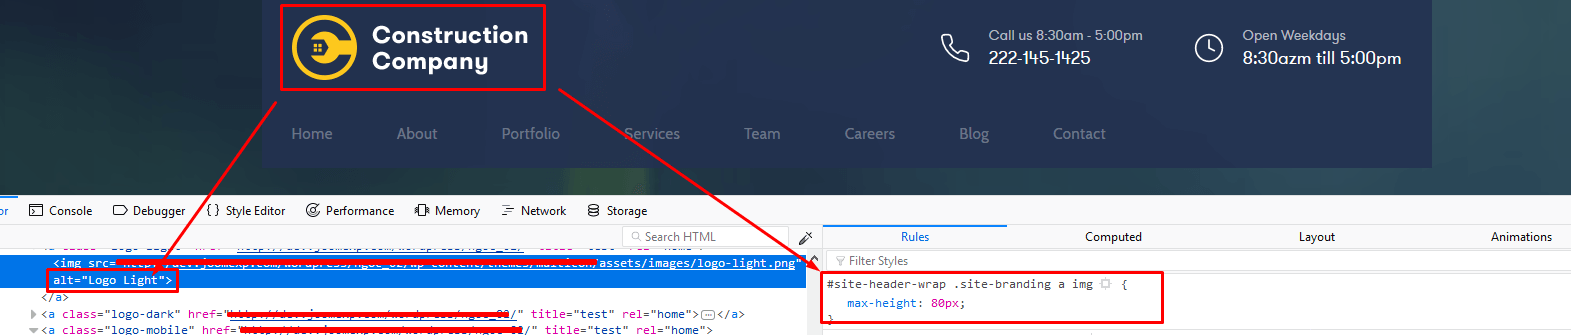 Construction
Company
Call us 8:30am - 5:00pm
222-145-1425
Open Weekdays
8:30azm till 5:00pm
Home About Portfolio Services Team Careers Blog Contact
or Console Debugger {} Style Editor Performance Memory Network Storage
Search HTML
Rules Computed Layout Animations
<img src= /assets/images/logo-light.png"
alt="Logo Light">
</a>
<a class="logo-dark" href=" /" title="test" rel="home"></a>
<a class="logo-mobile" href=" /" title="test" rel="home">
Filter Styles
#site-header-wrap .site-branding a img {
max-height: 80px;
}